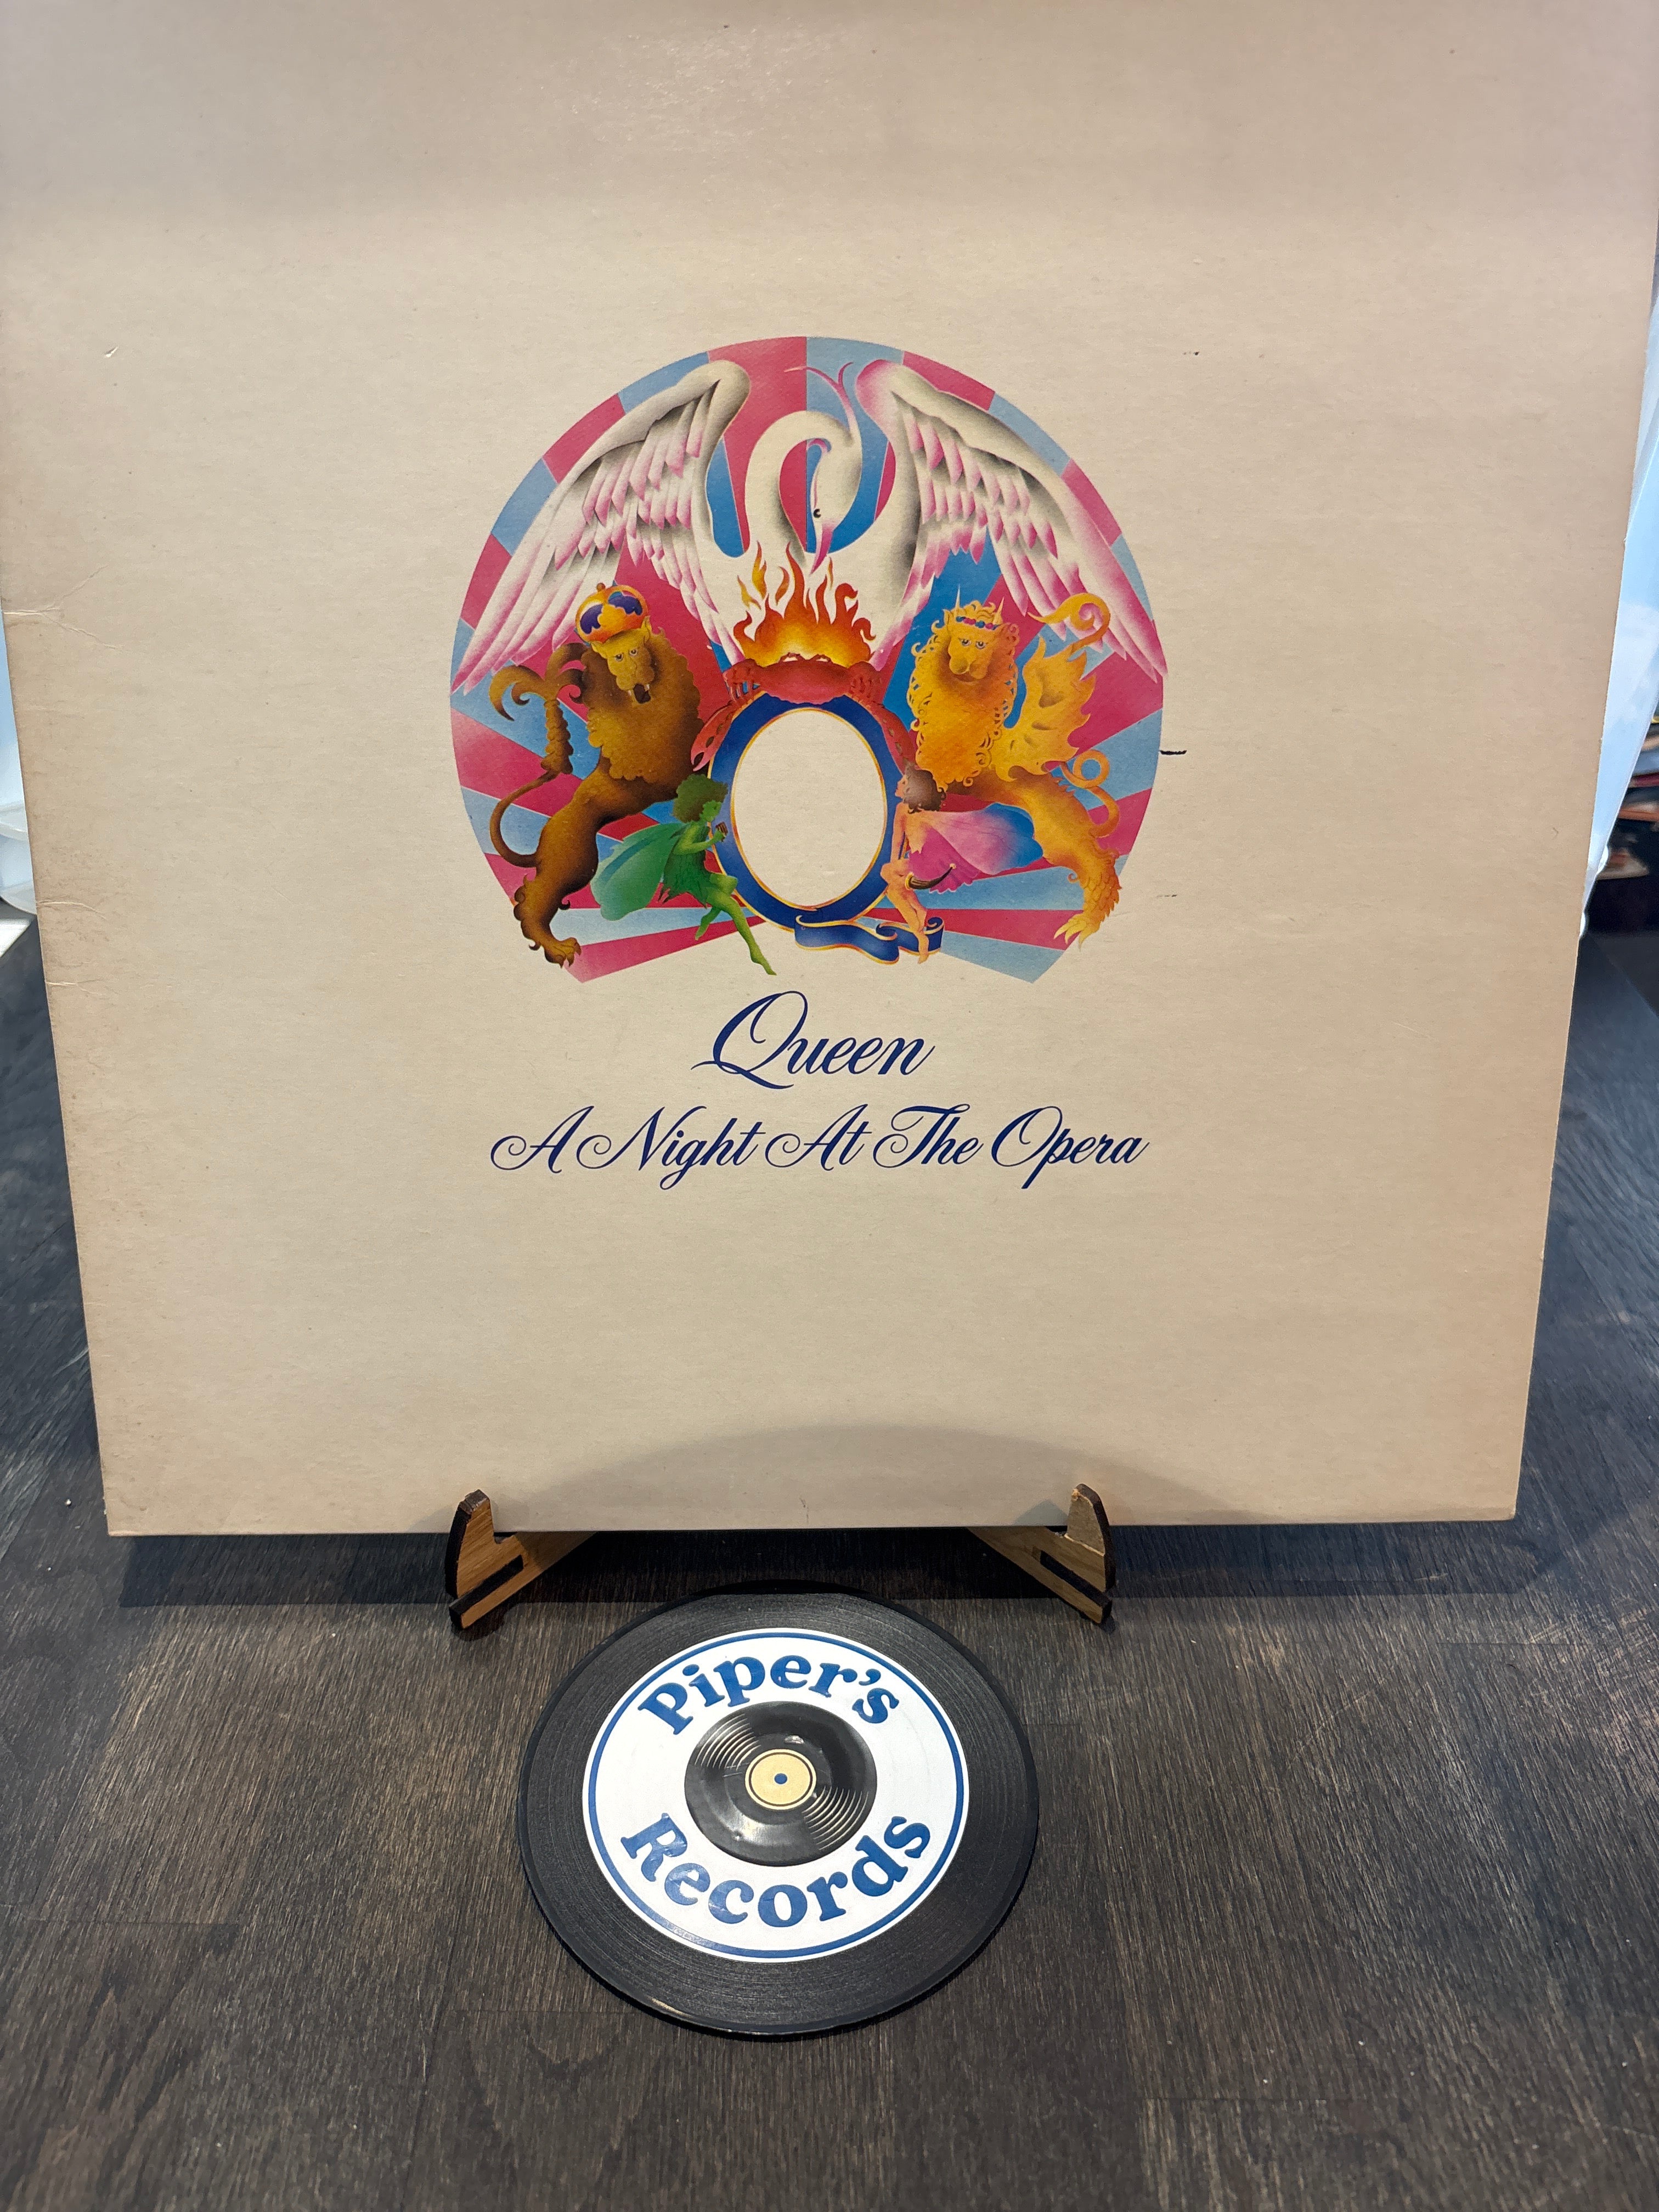 Queen
A Night At The Opera
Piper's
Records